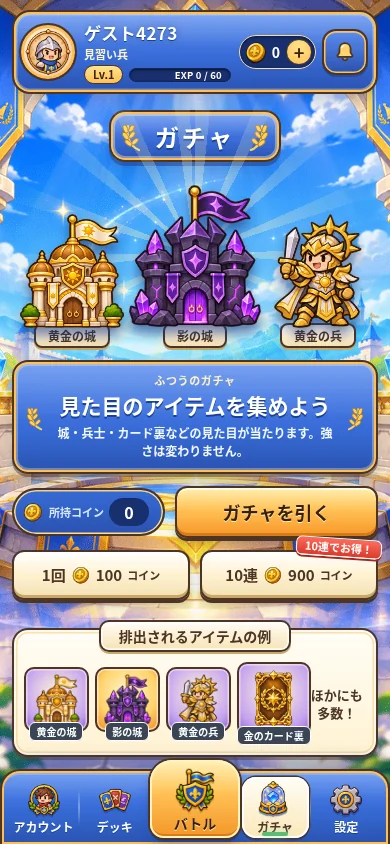 ゲスト4273
見習い兵
Lv.1
EXP 0 / 60
0
+
ガチャ
黄金の城
影の城
黄金の兵
ふつうのガチャ
見た目のアイテムを集めよう
城・兵士・カード裏などの見た目が当たります。強
さは変わりません。
所持コイン 0
ガチャを引く
10連でお得！
1回 100 コイン
10連 900 コイン
排出されるアイテムの例
黄金の城
影の城
黄金の兵
金のカード裏
ほかにも
多数！
アカウント
デッキ
バトル
ガチャ
設定